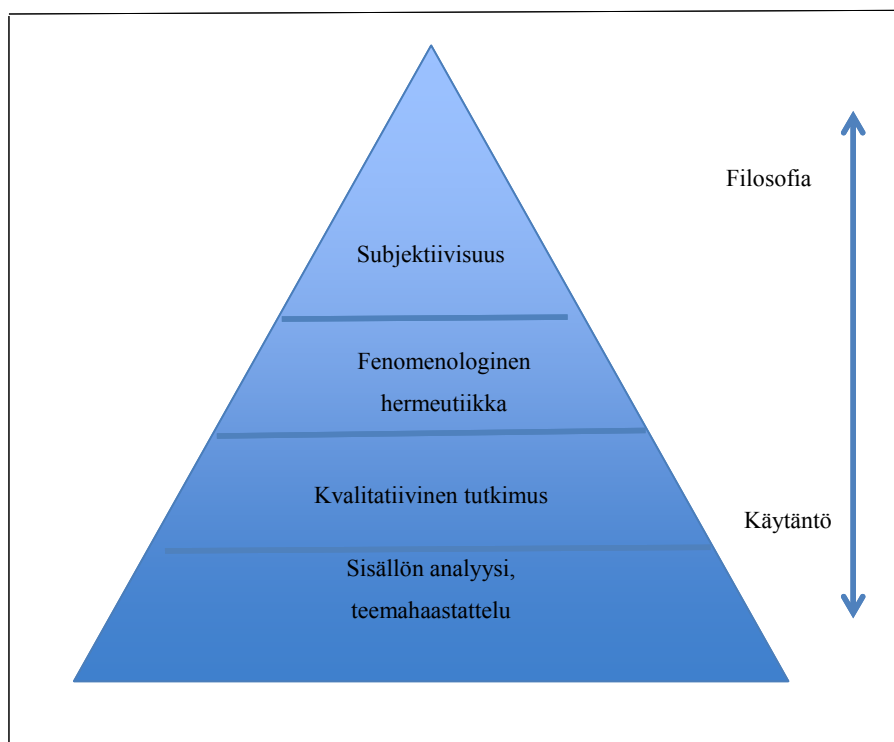 Filosofia
Subjektiivisuus
Fenomenologinen
hermeutiikka
Kvalitatiivinen tutkimus
Käytäntö
Sisällön analyysi,
teemahaastattelu